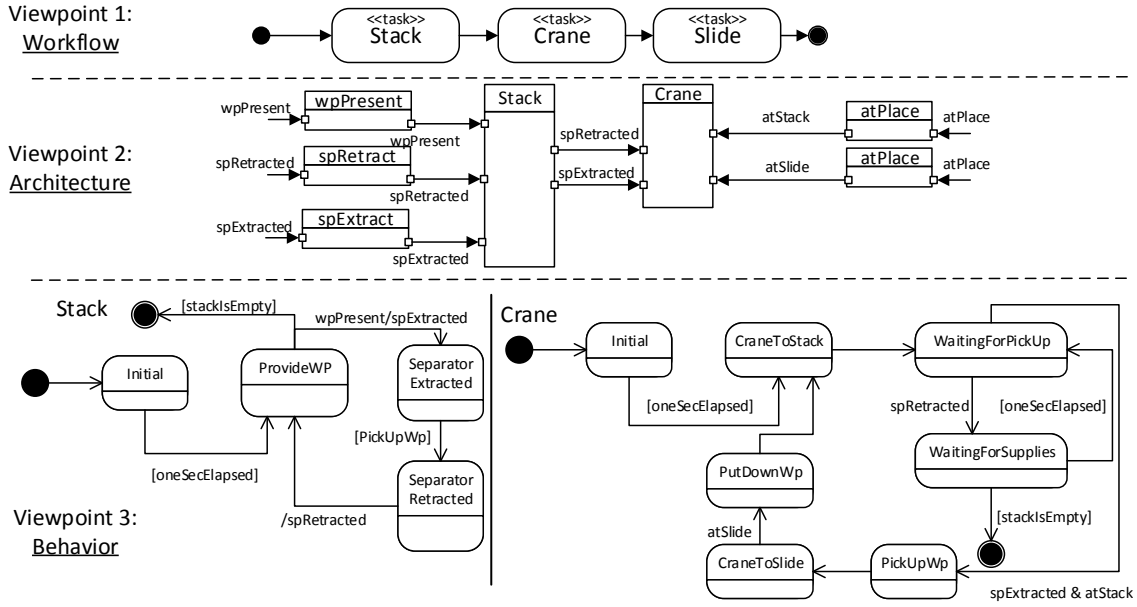 Viewpoint 1:
Workflow
<<task>>
Stack
<<task>>
Crane
<<task>>
Slide
Viewpoint 2:
Architecture
wpPresent
wpPresent
wpPresent
spRetracted
spRetract
spRetracted
spExtracted
spExtract
spExtracted
Stack
spRetracted
spExtracted
Crane
atStack
atPlace
atPlace
atSlide
atPlace
atPlace
Viewpoint 3:
Behavior
Stack
[stackIsEmpty]
wpPresent/spExtracted
Initial
ProvideWP
Separator
Extracted
[PickUpWp]
[oneSecElapsed]
Separator
Retracted
/spRetracted
Crane
Initial
CraneToStack
WaitingForPickUp
[oneSecElapsed]
spRetracted
[oneSecElapsed]
WaitingForSupplies
PutDownWp
[stackIsEmpty]
atSlide
CraneToSlide
PickUpWp
spExtracted & atStack